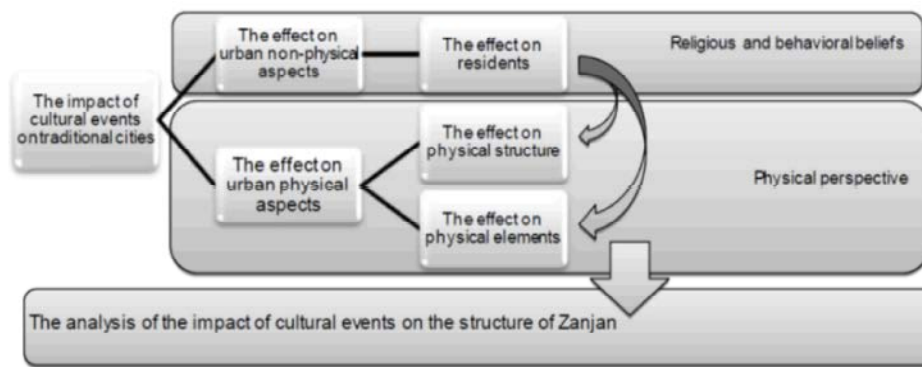 The effect on
urban non-physical
aspects
The effect on
residents
Religious and behavioral beliefs
The impact of
cultural events
ontraditional cities
The effect on
physical structure
The effect on
urban physical
aspects
Physical perspective
The effect on
physical elements
The analysis of the impact of cultural events on the structure of Zanjan